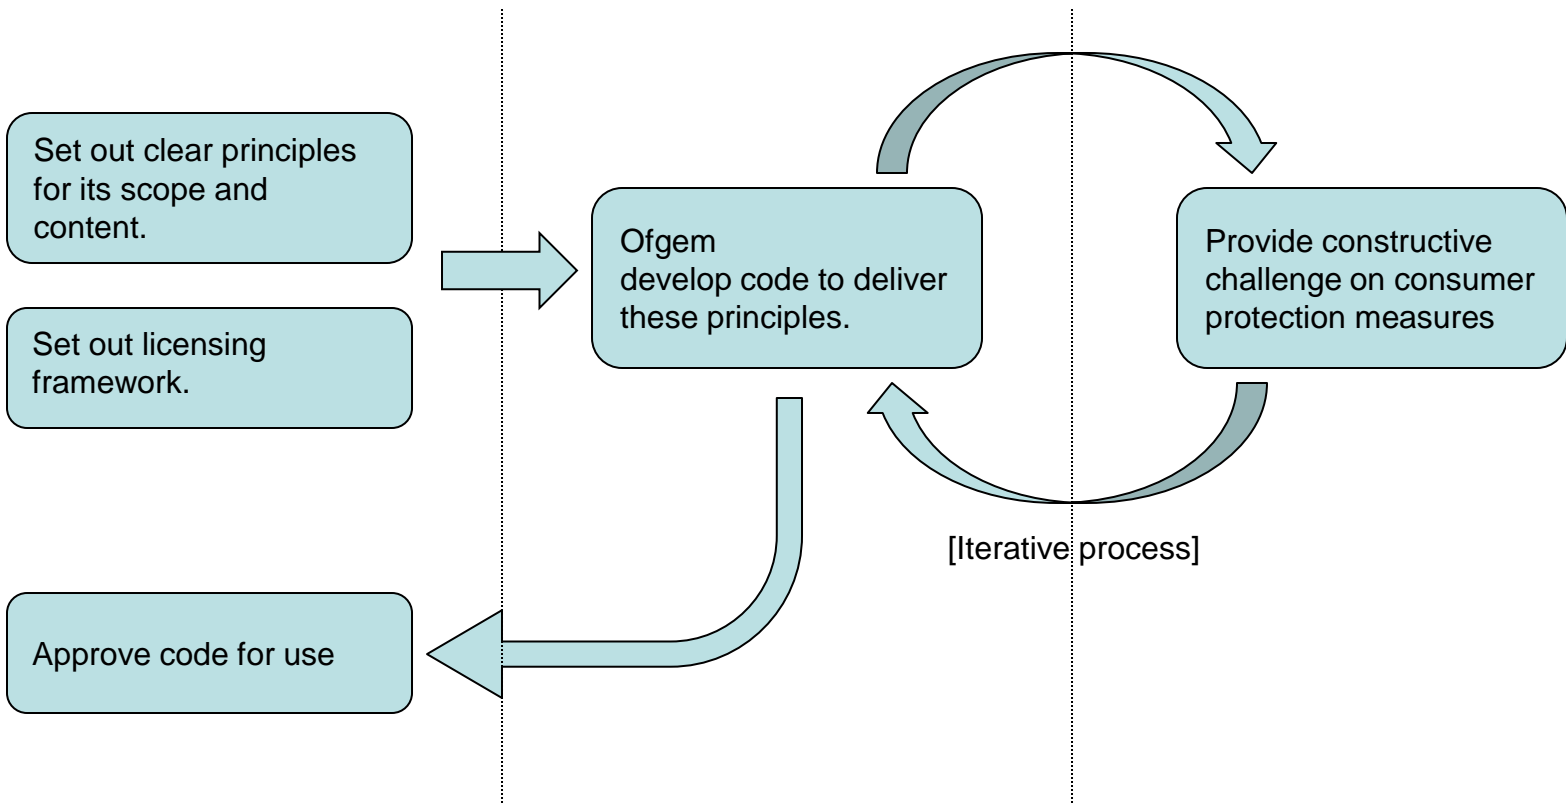 Set out clear principles
for its scope and
content.
Set out licensing
framework.
Ofgem
develop code to deliver
these principles.
Provide constructive
challenge on consumer
protection measures
[Iterative process]
Approve code for use